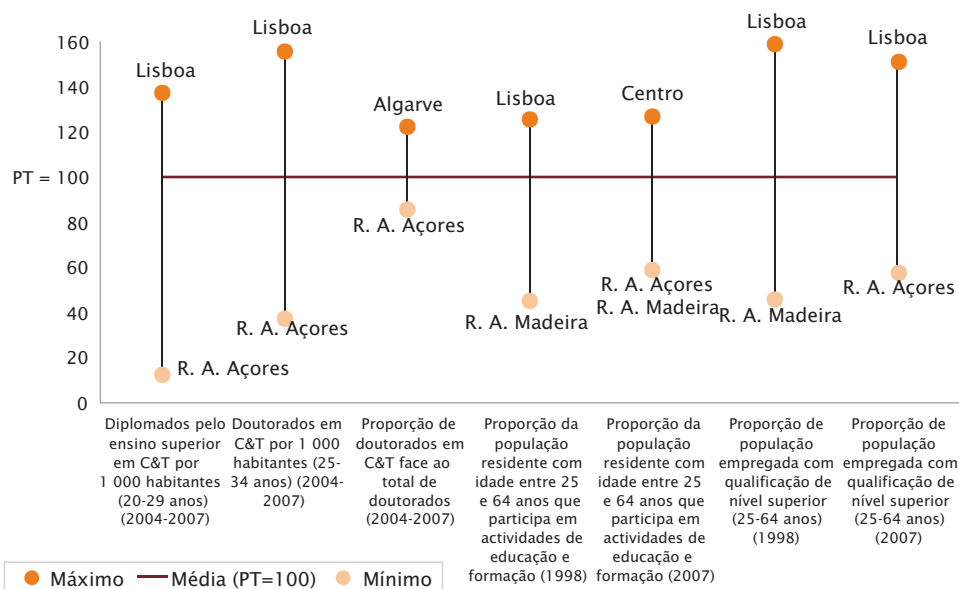 160
140
120
PT = 100
80
60
40
20
0
Lisboa
R. A. Açores
Lisboa
R. A. Açores
Algarve
R. A. Açores
Lisboa
R. A. Madeira
Centro
R. A. Açores
R. A. Madeira
Lisboa
R. A. Madeira
Lisboa
R. A. Açores
Diplomados pelo
ensino superior
em C&T por
1 000 habitantes
(20-29 anos)
(2004-2007)
Doutorados em
C&T por 1 000
habitantes (25-
34 anos) (2004-
2007)
Proporção de
doutorados em
C&T face ao
total de
doutorados
(2004-2007)
Proporção da
população
residente com
idade entre 25
e 64 anos que
participa em
actividades de
educação e
formação (1998)
Proporção da
população
residente com
idade entre 25
e 64 anos que
participa em
actividades de
educação e
formação (2007)
Proporção de
população
empregada com
qualificação de
nível superior
(25-64 anos)
(1998)
Proporção de
população
empregada com
qualificação de
nível superior
(25-64 anos)
(2007)
Máximo
Média (PT=100)
Mínimo